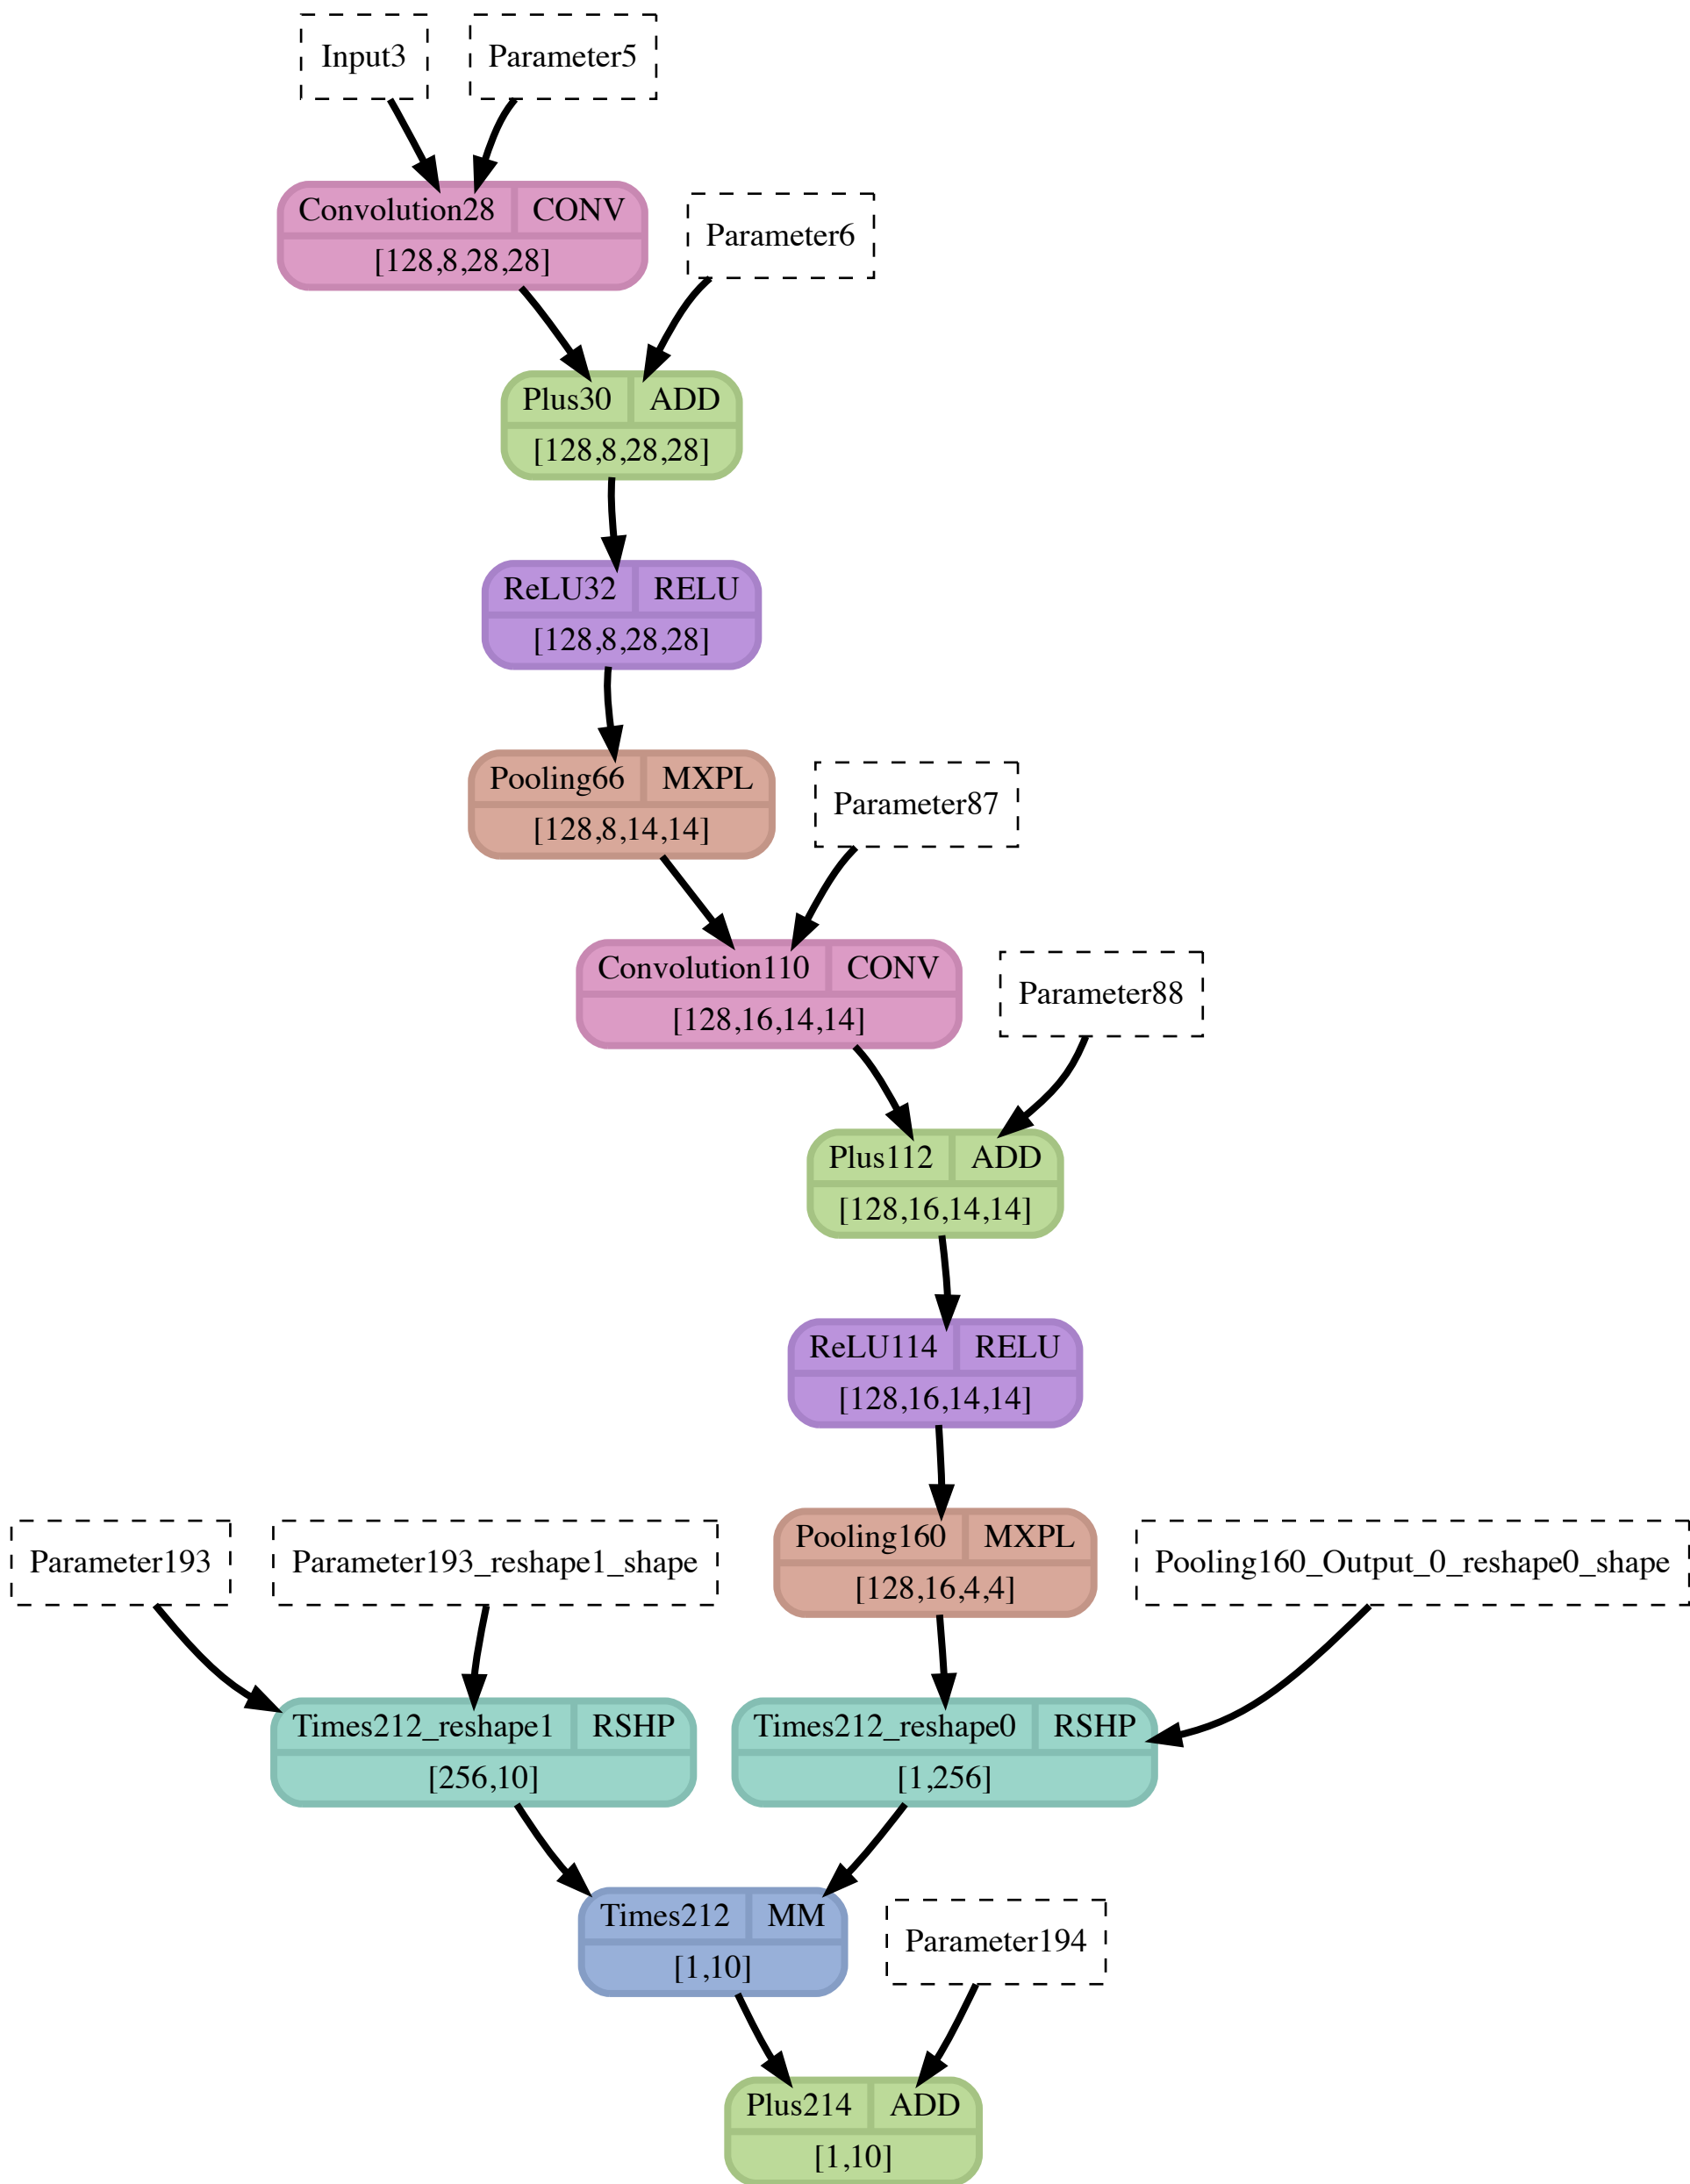 Input3
Parameter5
Convolution28 CONV
[128,8,28,28]
Parameter6
Plus30 ADD
[128,8,28,28]
ReLU32 RELU
[128,8,28,28]
Pooling66 MXPL
[128,8,14,14]
Parameter87
Convolution110 CONV
[128,16,14,14]
Parameter88
Plus112 ADD
[128,16,14,14]
ReLU114 RELU
[128,16,14,14]
Parameter193
Parameter193_reshape1_shape
Pooling160 MXPL
[128,16,4,4]
Pooling160_Output_0_reshape0_shape
Times212_reshape1 RSHP
[256,10]
Times212_reshape0 RSHP
[1,256]
Times212 MM
[1,10]
Parameter194
Plus214 ADD
[1,10]